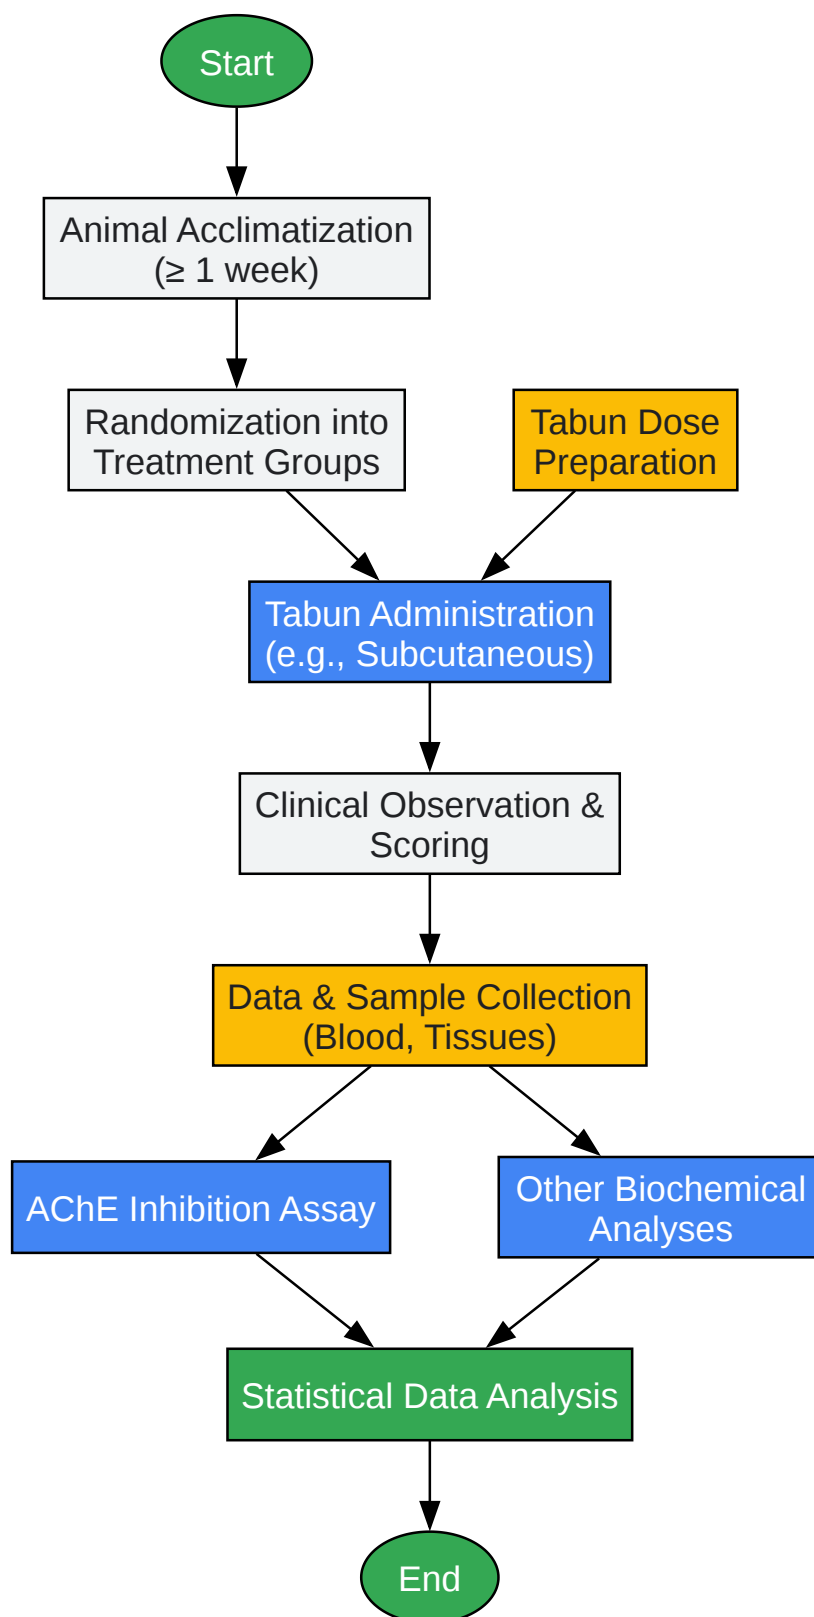 Start
Animal Acclimatization
(≥ 1 week)
Randomization into
Treatment Groups
Tabun Dose
Preparation
Tabun Administration
(e.g., Subcutaneous)
Clinical Observation &
Scoring
Data & Sample Collection
(Blood, Tissues)
AChE Inhibition Assay
Other Biochemical
Analyses
Statistical Data Analysis
End